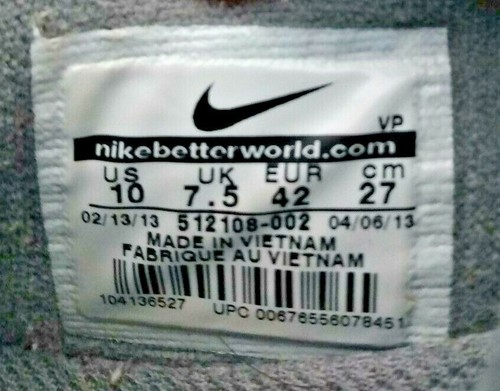 VP
nikebetterworld.com
US UK EUR cm
10 7.5 42 27
02/13/13 512108-002 04/06/13
MADE IN VIETNAM
FABRIQUE AU VIETNAM
104136527 UPC 00676556078451